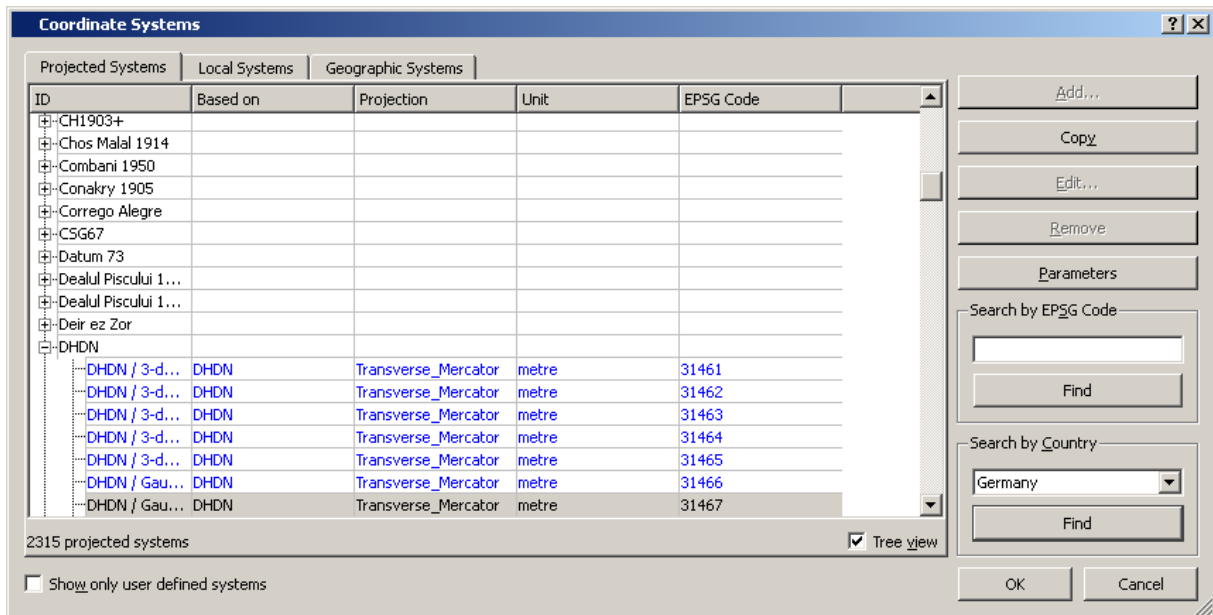 Coordinate Systems
Projected Systems Local Systems Geographic Systems
ID Based on Projection Unit EPSG Code
CH1903+
Chos Malal 1914
Combani 1950
Conakry 1905
Corrego Alegre
CSG67
Datum 73
Dealul Piscului 1...
Dealul Piscului 1...
Deir ez Zor
DHDN
DHDN / 3-d... DHDN Transverse_Mercator metre 31461
DHDN / 3-d... DHDN Transverse_Mercator metre 31462
DHDN / 3-d... DHDN Transverse_Mercator metre 31463
DHDN / 3-d... DHDN Transverse_Mercator metre 31464
DHDN / 3-d... DHDN Transverse_Mercator metre 31465
DHDN / Gau... DHDN Transverse_Mercator metre 31466
DHDN / Gau... DHDN Transverse_Mercator metre 31467
2315 projected systems
Tree view
Show only user defined systems
Add...
Copy
Edit...
Remove
Parameters
Search by EPSG Code
Find
Search by Country
Germany
Find
OK Cancel